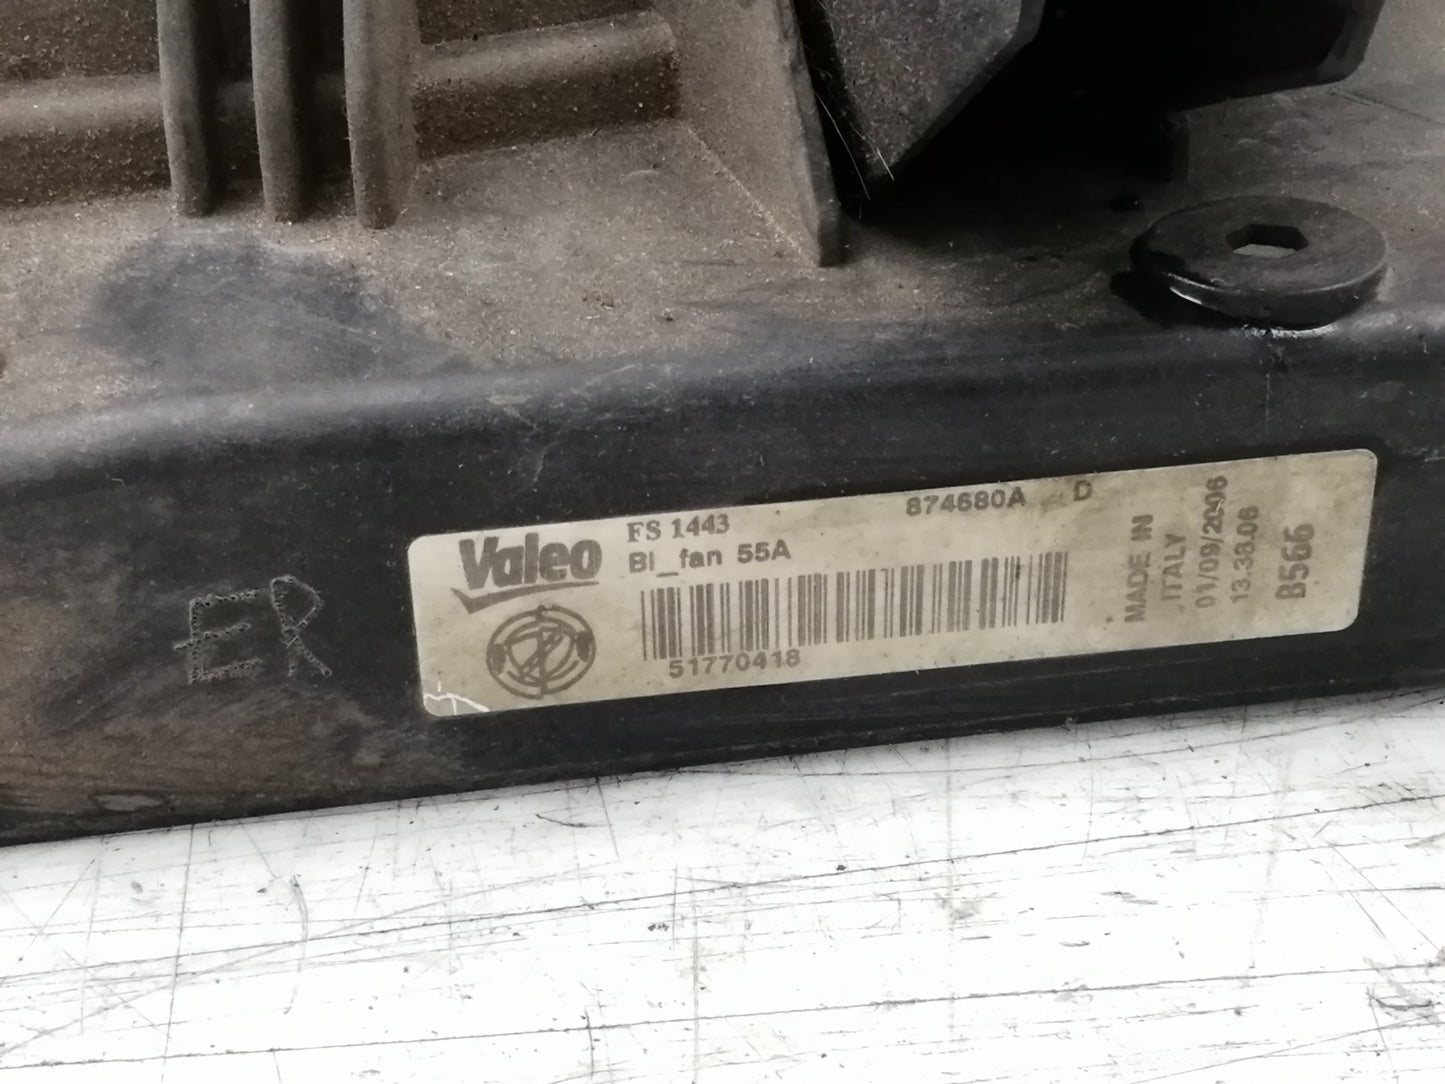 ER
Valeo
FS 1443
874680A D
BI_fan 55A
51770418
MADE IN
ITALY
01/09/2006
13.38.06
B566